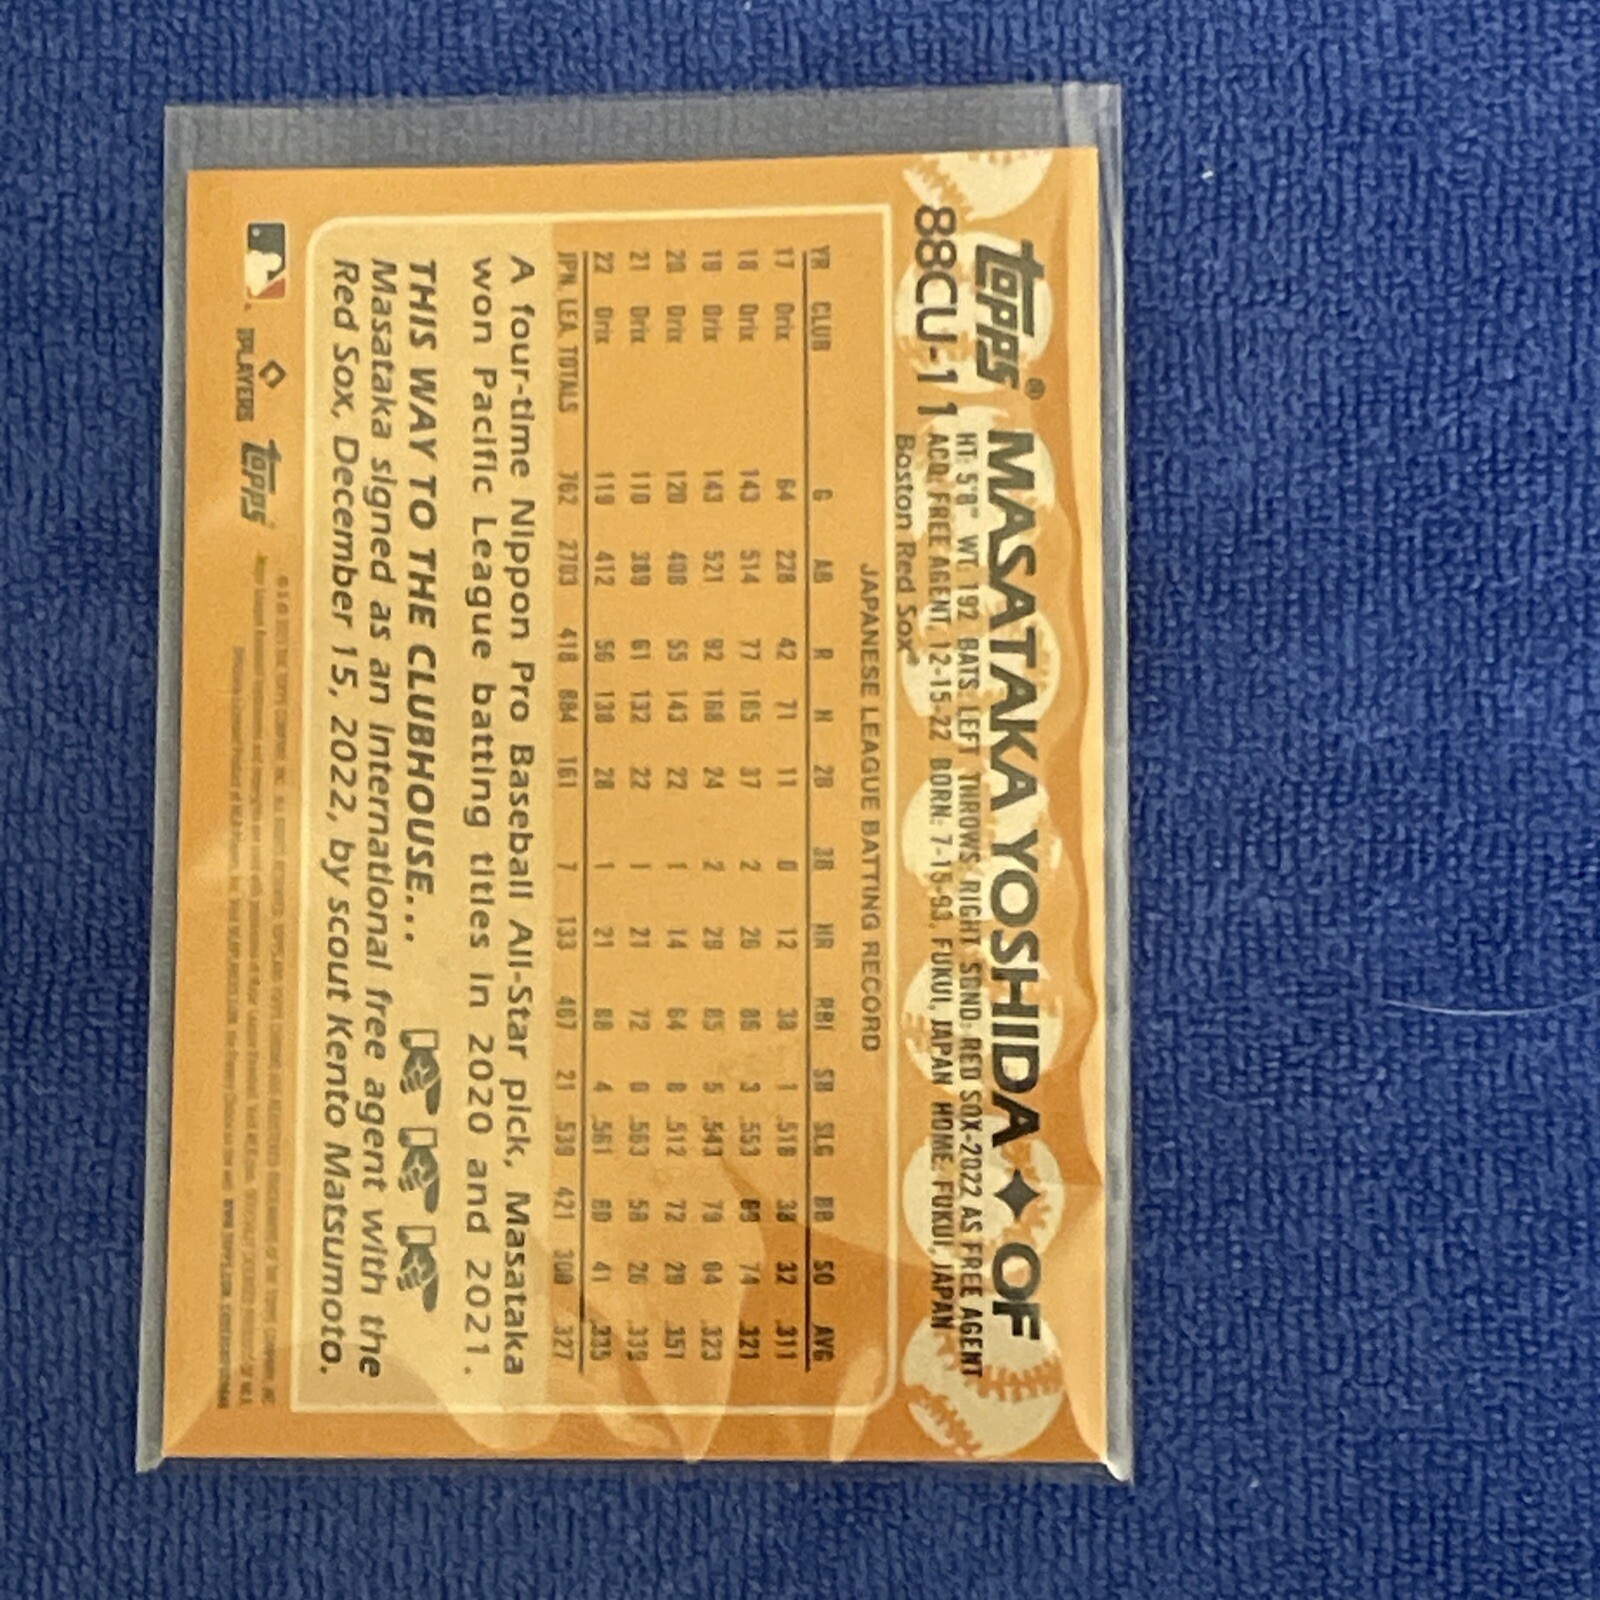 topps®
88CU-11
MASATAKA YOSHIDA ✦ OF
HT: 5'8" WT: 192 BATS: LEFT THROWS: RIGHT SGND: RED SOX-2022 AS FREE AGENT
ACQ: FREE AGENT, 12-15-22 BORN: 7-15-93, FUKUI, JAPAN HOME: FUKUI, JAPAN
Boston Red Sox®
JAPANESE LEAGUE BATTING RECORD
YR CLUB G AB R H 2B 3B HR RBI SB SLG BB SO AVG
17 Orix 64 228 42 71 11 0 12 38 1 .518 38 32 .311
18 Orix 143 514 77 165 37 2 26 86 3 .553 69 74 .321
19 Orix 143 521 92 168 24 2 29 85 5 .543 79 64 .323
20 Orix 120 408 55 143 22 1 14 64 8 .512 72 29 .351
21 Orix 110 389 61 132 22 1 21 72 0 .563 58 26 .339
22 Orix 119 412 56 138 28 1 21 88 4 .561 80 41 .335
JPN. LEA. TOTALS 762 2703 418 884 161 7 133 467 21 .539 421 300 .327
A four-time Nippon Pro Baseball All-Star pick, Masataka
won Pacific League batting titles in 2020 and 2021.
THIS WAY TO THE CLUBHOUSE...
Masataka signed as an international free agent with the
Red Sox, December 15, 2022, by scout Kento Matsumoto.
PLAYERS
topps